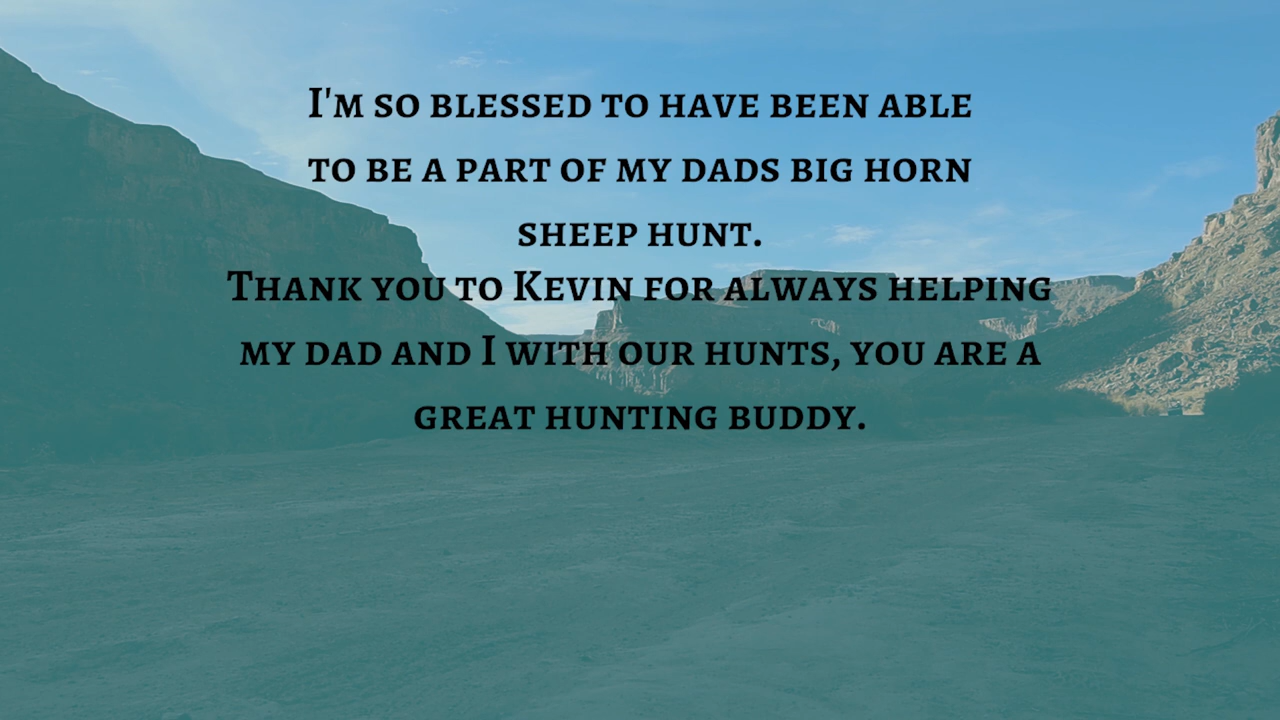 I'm so blessed to have been able
to be a part of my dads big horn
sheep hunt.
Thank you to Kevin for always helping
my dad and I with our hunts, you are a
great hunting buddy.